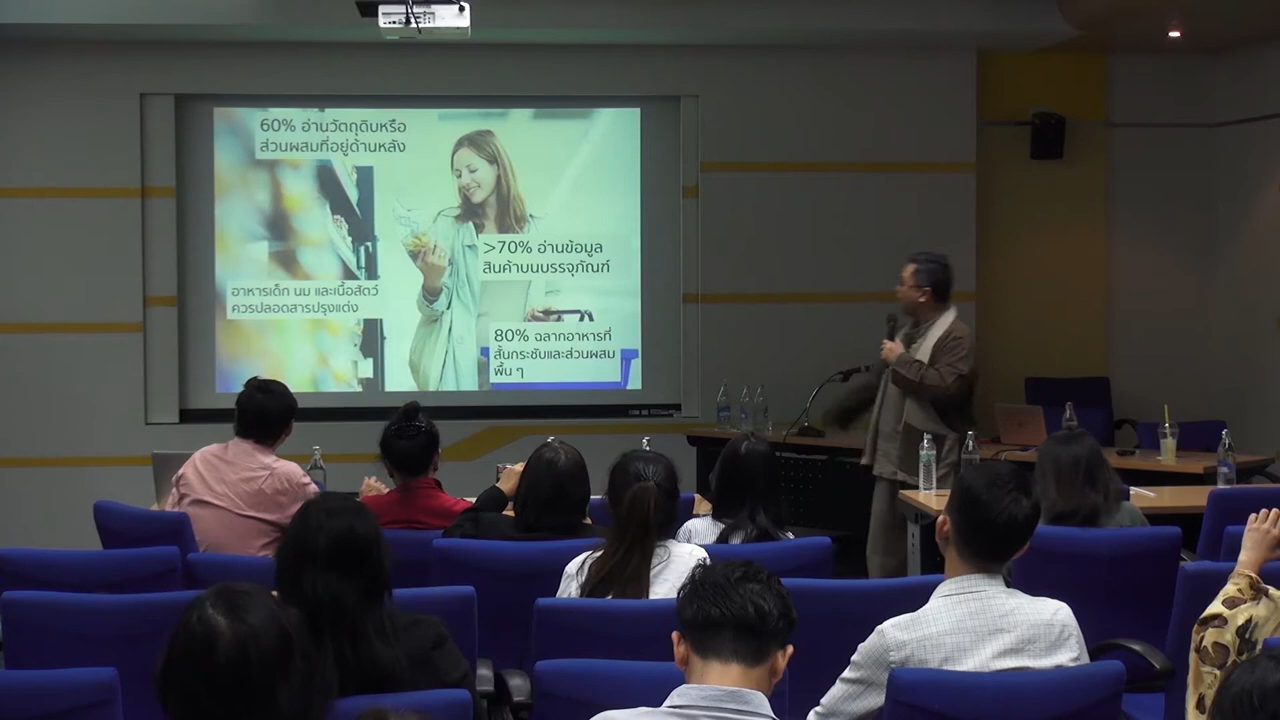 60% อ่านวัตถุดิบหรือ
ส่วนผสมที่อยู่ด้านหลัง
>70% อ่านข้อมูล
สินค้าบนบรรจุภัณฑ์
อาหารเด็ก นม และเนื้อสัตว์
ควรปลอดสารปรุงแต่ง
80% ฉลากอาหารที่
สั้นกระชับและส่วนผสม
พื้น ๆ